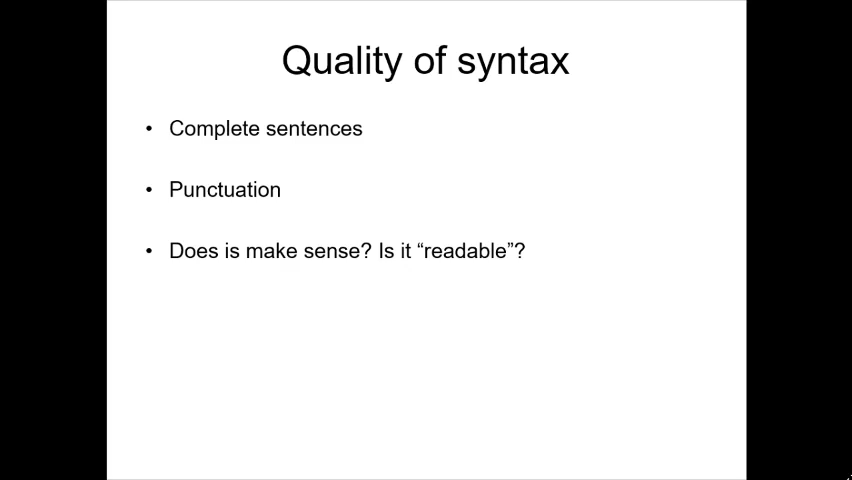 Quality of syntax
• Complete sentences
• Punctuation
• Does is make sense? Is it “readable”?